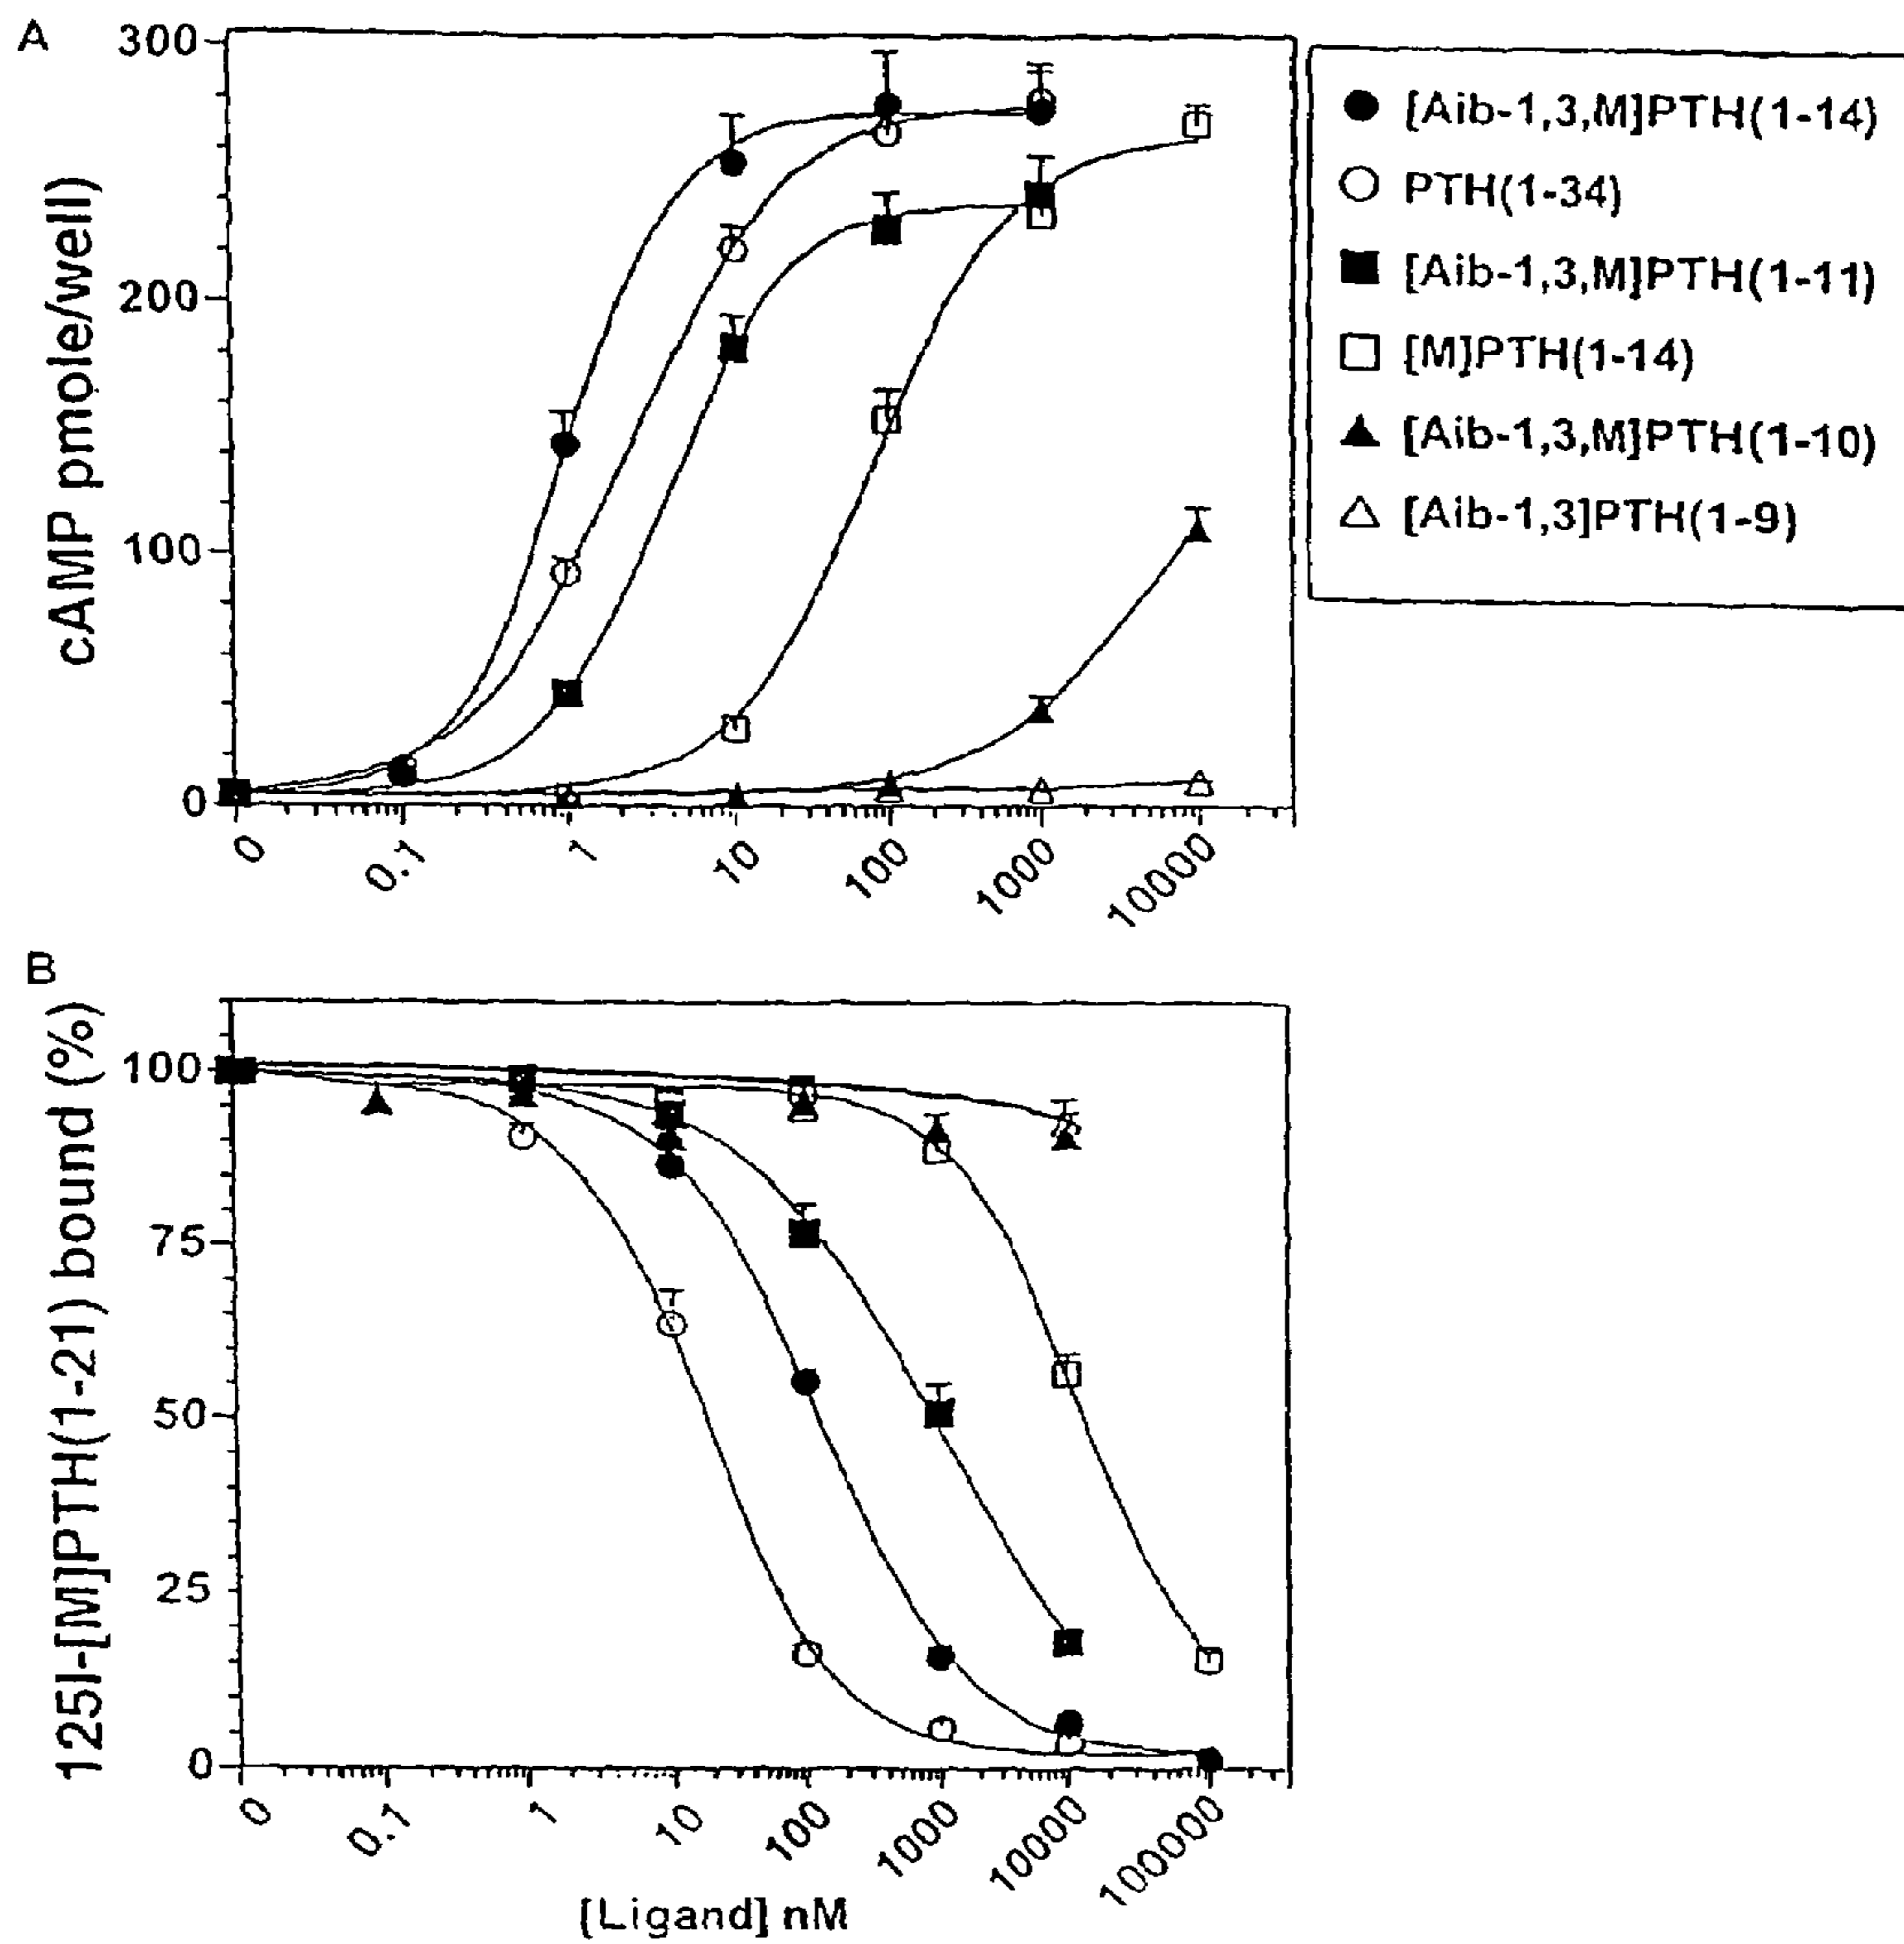 A
300
200
100
0
cAMP pmole/well)
0
0.1
1
10
100
1000
10000
[Aib-1,3,M]PTH(1-14)
PTH(1-34)
[Aib-1,3,M]PTH(1-11)
[M]PTH(1-14)
[Aib-1,3,M]PTH(1-10)
[Aib-1,3]PTH(1-9)
B
100
75
50
25
0
125I-[M]PTH(1-21) bound (%)
0
0.1
1
10
100
1000
10000
100000
[Ligand] nM